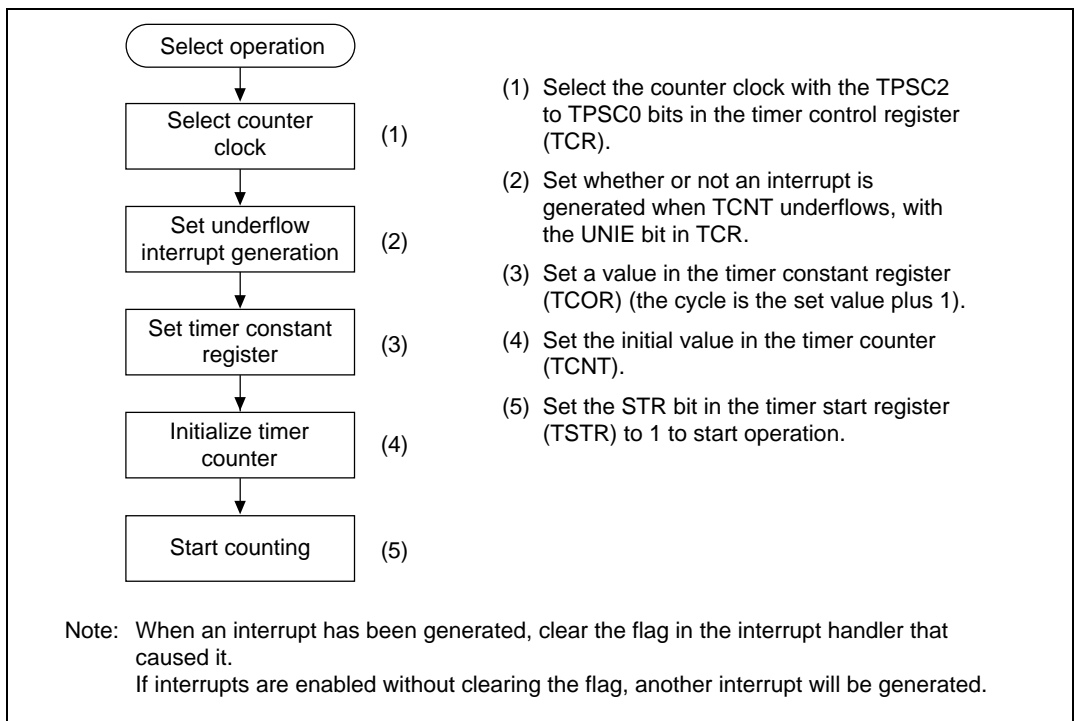 Select operation
Select counter
clock
(1)
Set underflow
interrupt generation
(2)
Set timer constant
register
(3)
Initialize timer
counter
(4)
Start counting
(5)
(1) Select the counter clock with the TPSC2
to TPSC0 bits in the timer control register
(TCR).
(2) Set whether or not an interrupt is
generated when TCNT underflows, with
the UNIE bit in TCR.
(3) Set a value in the timer constant register
(TCOR) (the cycle is the set value plus 1).
(4) Set the initial value in the timer counter
(TCNT).
(5) Set the STR bit in the timer start register
(TSTR) to 1 to start operation.
Note: When an interrupt has been generated, clear the flag in the interrupt handler that
caused it.
If interrupts are enabled without clearing the flag, another interrupt will be generated.